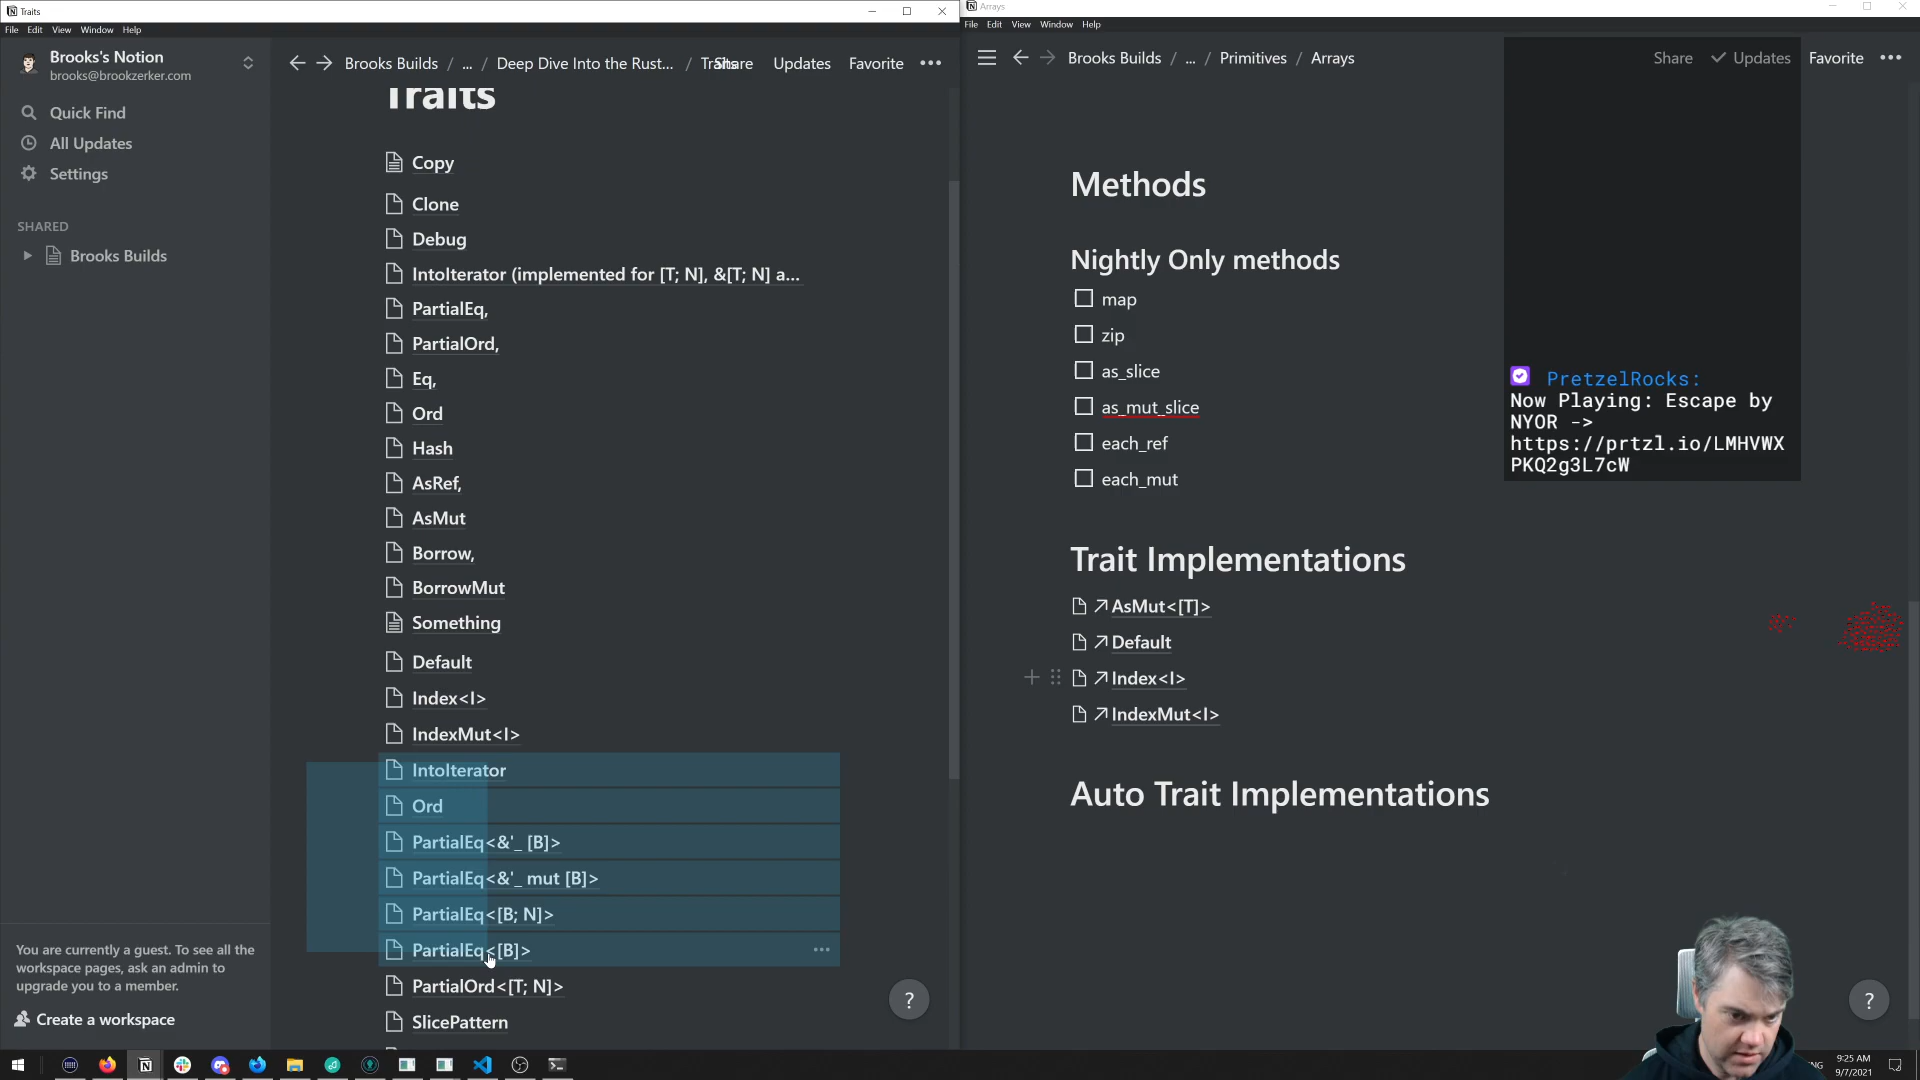 Traits
File Edit View Window Help
Brooks's Notion
brooks@brookzerker.com
Quick Find
All Updates
Settings
SHARED
Brooks Builds
You are currently a guest. To see all the
workspace pages, ask an admin to
upgrade you to a member.
Create a workspace
Brooks Builds / ... / Deep Dive Into the Rust... /
Share Updates Favorite
Traits
Copy
Clone
Debug
IntoIterator (implemented for [T; N], &[T; N] a...
PartialEq,
PartialOrd,
Eq,
Ord
Hash
AsRef,
AsMut
Borrow,
BorrowMut
Something
Default
Index<I>
IndexMut<I>
IntoIterator
Ord
PartialEq<&'_ [B]>
PartialEq<&'_ mut [B]>
PartialEq<[B; N]>
PartialEq<[B]>
PartialOrd<[T; N]>
SlicePattern
?
Arrays
File Edit View Window Help
Brooks Builds / ... / Primitives / Arrays
Share Updates Favorite
Methods
Nightly Only methods
map
zip
as_slice
as_mut_slice
each_ref
each_mut
Trait Implementations
AsMut<[T]>
Default
Index<I>
IndexMut<I>
Auto Trait Implementations
PretzelRocks:
Now Playing: Escape by
NYOR ->
https://prtzl.io/LMHVWX
PKQ2g3L7cW
?
9:25 AM
9/7/2021